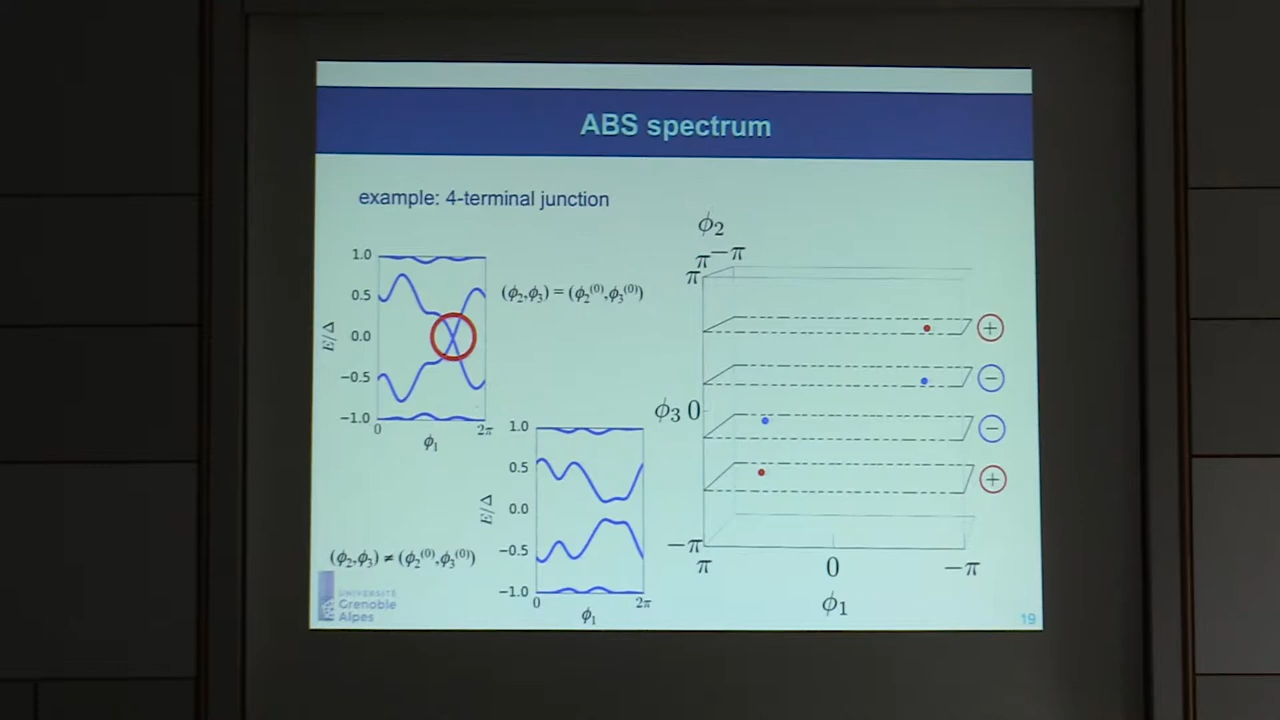 ABS spectrum
example: 4-terminal junction
1.0
0.5
0.0
−0.5
−1.0
E/Δ
0
2π
ϕ₁
(ϕ₂,ϕ₃) = (ϕ₂⁽⁰⁾,ϕ₃⁽⁰⁾)
1.0
0.5
0.0
−0.5
−1.0
E/Δ
0
2π
ϕ₁
(ϕ₂,ϕ₃) ≠ (ϕ₂⁽⁰⁾,ϕ₃⁽⁰⁾)
ϕ₂
π
−π
π
ϕ₃
0
−π
π
0
−π
ϕ₁
+
−
−
+
UNIVERSITÉ
Grenoble
Alpes
19